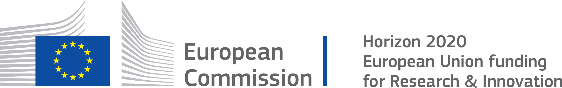 European
Commission
Horizon 2020
European Union funding
for Research & Innovation